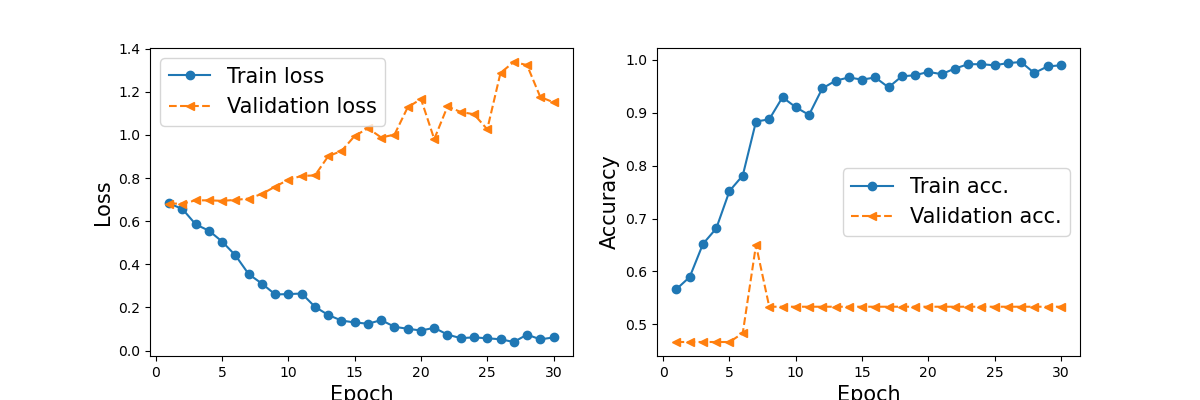 1.4
1.2
1.0
0.8
0.6
0.4
0.2
0.0
Loss
Train loss
Validation loss
0 5 10 15 20 25 30
Epoch
1.0
0.9
0.8
0.7
0.6
0.5
Accuracy
Train acc.
Validation acc.
0 5 10 15 20 25 30
Epoch